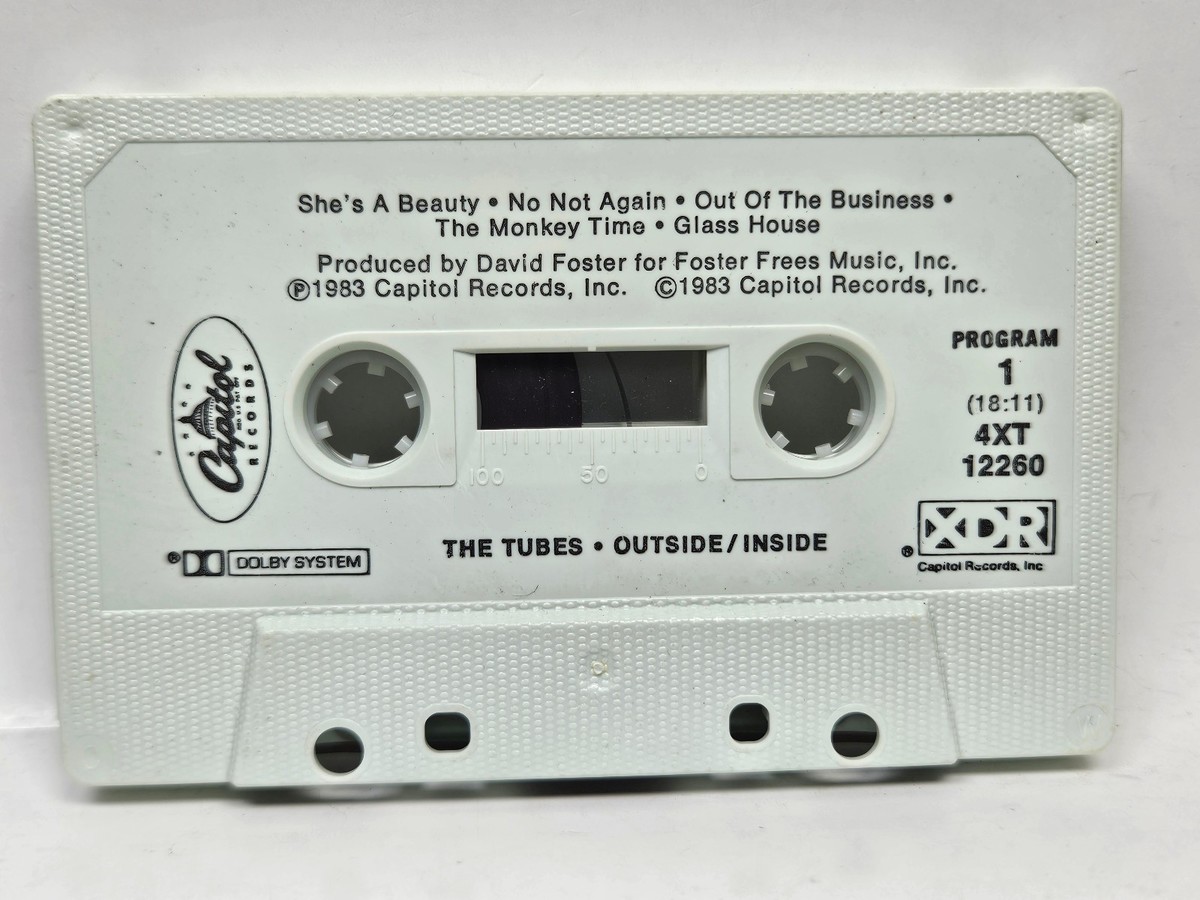 She's A Beauty • No Not Again • Out Of The Business •
The Monkey Time • Glass House
Produced by David Foster for Foster Frees Music, Inc.
℗1983 Capitol Records, Inc. ©1983 Capitol Records, Inc.
Capitol
RECORDS
PROGRAM
1
(18:11)
4XT
12260
100 50 0
THE TUBES • OUTSIDE/INSIDE
® DOLBY SYSTEM
® XDR
Capitol Records, Inc